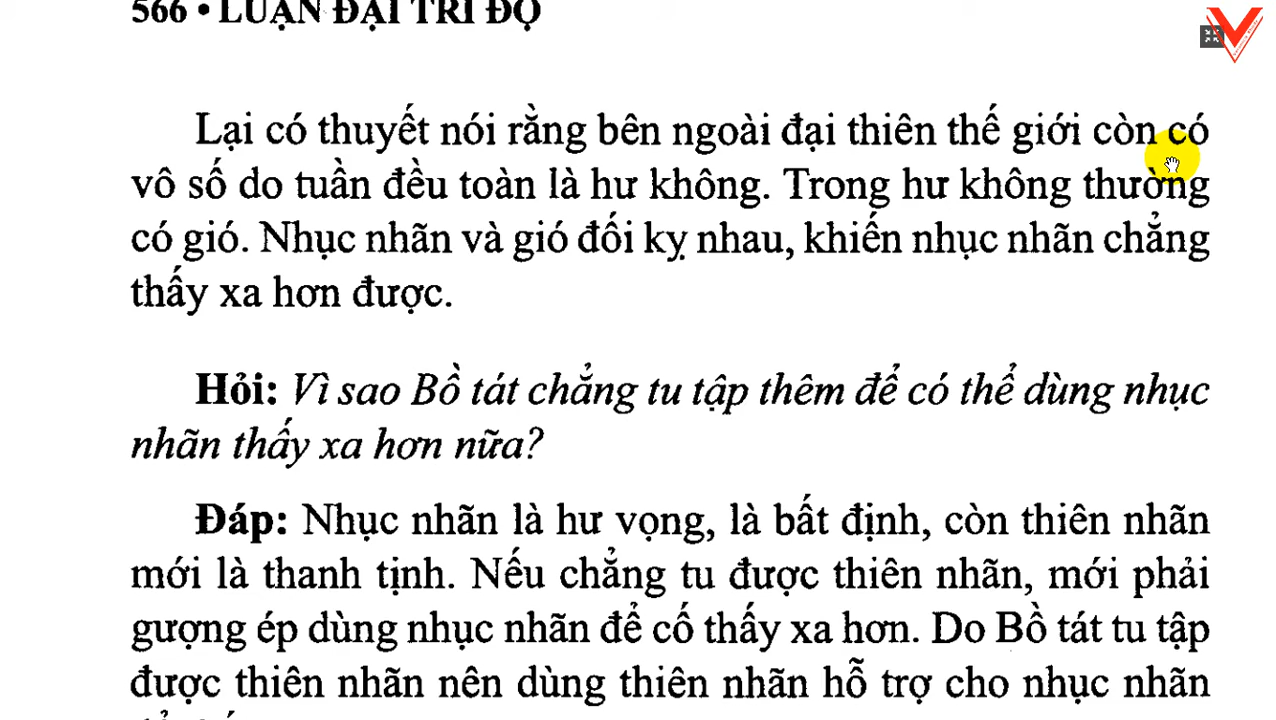 566 • LUẬN ĐẠI TRÍ ĐỘ
Lại có thuyết nói rằng bên ngoài đại thiên thế giới còn có
vô số do tuần đều toàn là hư không. Trong hư không thường
có gió. Nhục nhãn và gió đối kỵ nhau, khiến nhục nhãn chẳng
thấy xa hơn được.
Hỏi: Vì sao Bồ tát chẳng tu tập thêm để có thể dùng nhục
nhãn thấy xa hơn nữa?
Đáp: Nhục nhãn là hư vọng, là bất định, còn thiên nhãn
mới là thanh tịnh. Nếu chẳng tu được thiên nhãn, mới phải
gượng ép dùng nhục nhãn để cố thấy xa hơn. Do Bồ tát tu tập
được thiên nhãn nên dùng thiên nhãn hỗ trợ cho nhục nhãn